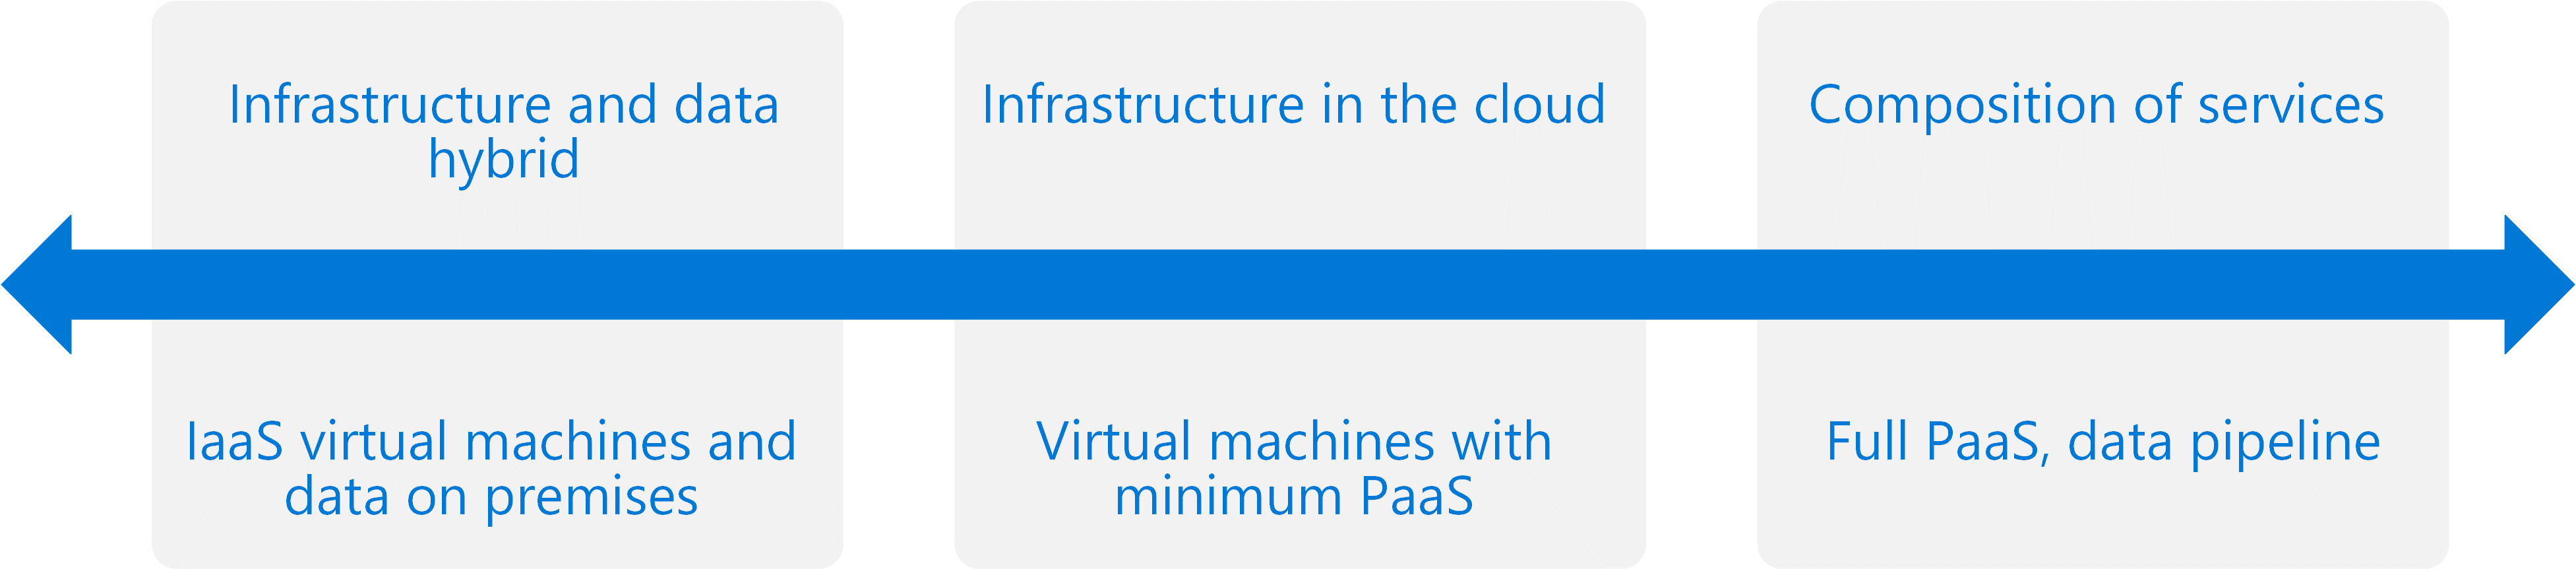 Infrastructure and data
hybrid
IaaS virtual machines and
data on premises
Infrastructure in the cloud
Virtual machines with
minimum PaaS
Composition of services
Full PaaS, data pipeline